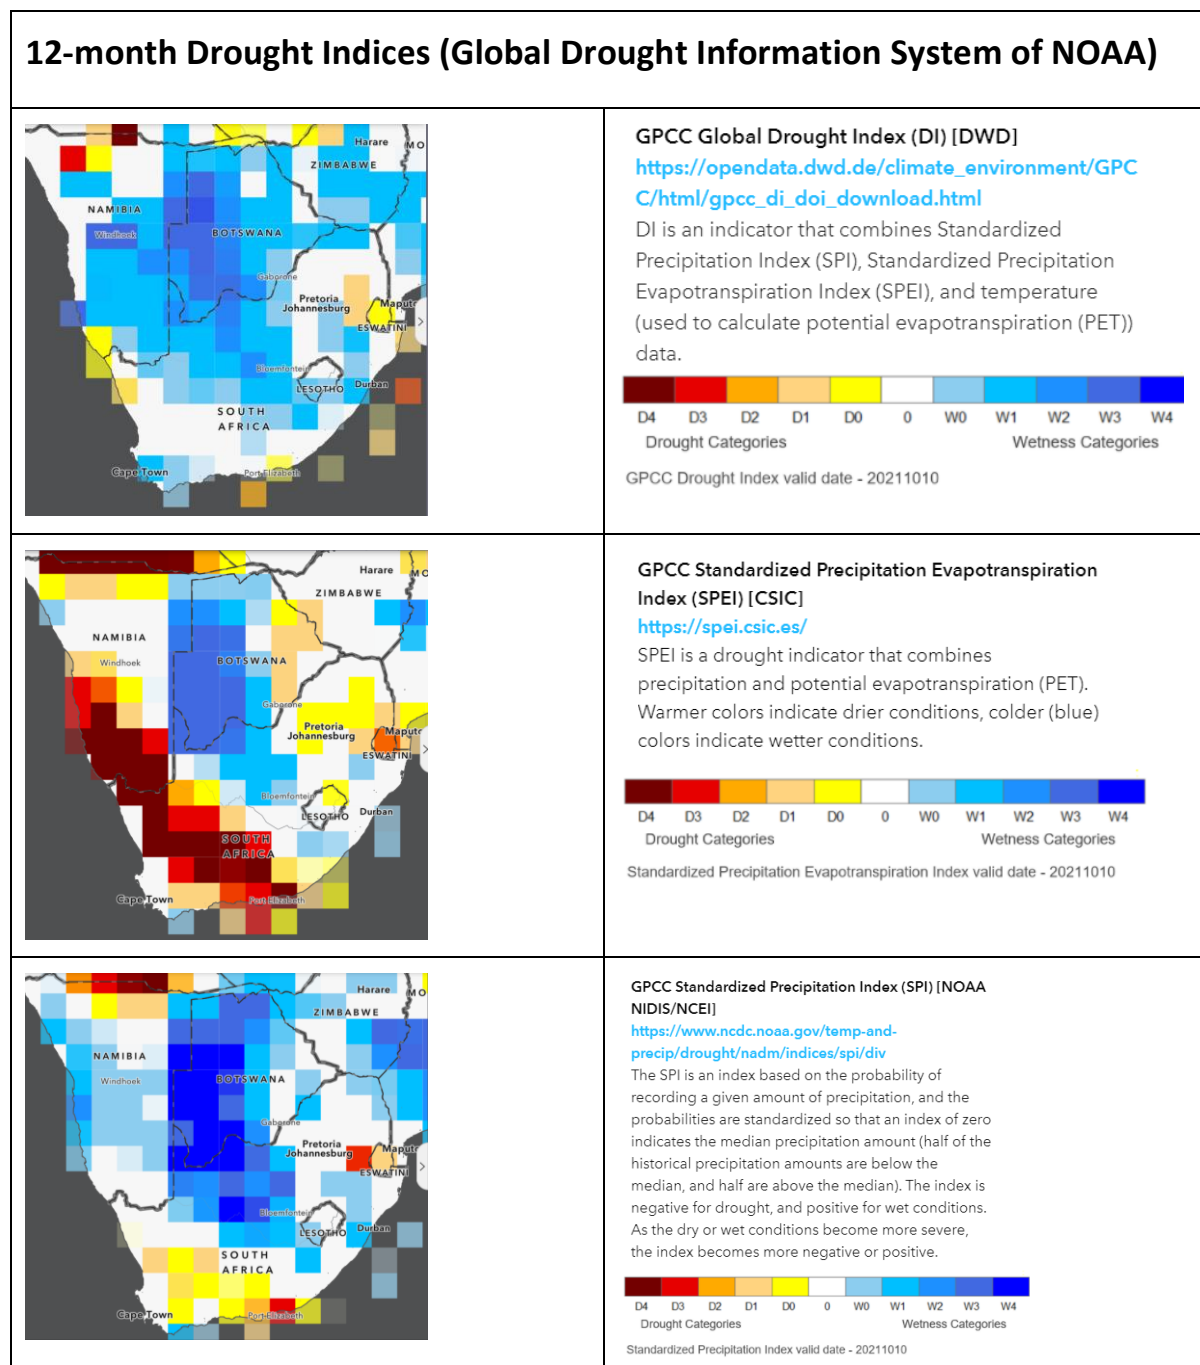 12-month Drought Indices (Global Drought Information System of NOAA)
Harare
MO
ZIMBABWE
NAMIBIA
Windhoek
BOTSWANA
Gaborone
Pretoria
Johannesburg
Maputo
ESWATINI
Bloemfontein
LESOTHO
Durban
SOUTH
AFRICA
Cape Town
Port Elizabeth
GPCC Global Drought Index (DI) [DWD]
https://opendata.dwd.de/climate_environment/GPC
C/html/gpcc_di_doi_download.html
DI is an indicator that combines Standardized
Precipitation Index (SPI), Standardized Precipitation
Evapotranspiration Index (SPEI), and temperature
(used to calculate potential evapotranspiration (PET))
data.
D4 D3 D2 D1 D0 0 W0 W1 W2 W3 W4
Drought Categories Wetness Categories
GPCC Drought Index valid date - 20211010
Harare
MO
ZIMBABWE
NAMIBIA
Windhoek
BOTSWANA
Gaborone
Pretoria
Johannesburg
Maputo
ESWATINI
Bloemfontein
LESOTHO
Durban
SOUTH
AFRICA
Cape Town
Port Elizabeth
GPCC Standardized Precipitation Evapotranspiration
Index (SPEI) [CSIC]
https://spei.csic.es/
SPEI is a drought indicator that combines
precipitation and potential evapotranspiration (PET).
Warmer colors indicate drier conditions, colder (blue)
colors indicate wetter conditions.
D4 D3 D2 D1 D0 0 W0 W1 W2 W3 W4
Drought Categories Wetness Categories
Standardized Precipitation Evapotranspiration Index valid date - 20211010
Harare
MO
ZIMBABWE
NAMIBIA
Windhoek
BOTSWANA
Gaborone
Pretoria
Johannesburg
Maputo
ESWATINI
Bloemfontein
LESOTHO
Durban
SOUTH
AFRICA
Cape Town
Port Elizabeth
GPCC Standardized Precipitation Index (SPI) [NOAA
NIDIS/NCEI]
https://www.ncdc.noaa.gov/temp-and-
precip/drought/nadm/indices/spi/div
The SPI is an index based on the probability of
recording a given amount of precipitation, and the
probabilities are standardized so that an index of zero
indicates the median precipitation amount (half of the
historical precipitation amounts are below the
median, and half are above the median). The index is
negative for drought, and positive for wet conditions.
As the dry or wet conditions become more severe,
the index becomes more negative or positive.
D4 D3 D2 D1 D0 0 W0 W1 W2 W3 W4
Drought Categories Wetness Categories
Standardized Precipitation Index valid date - 20211010